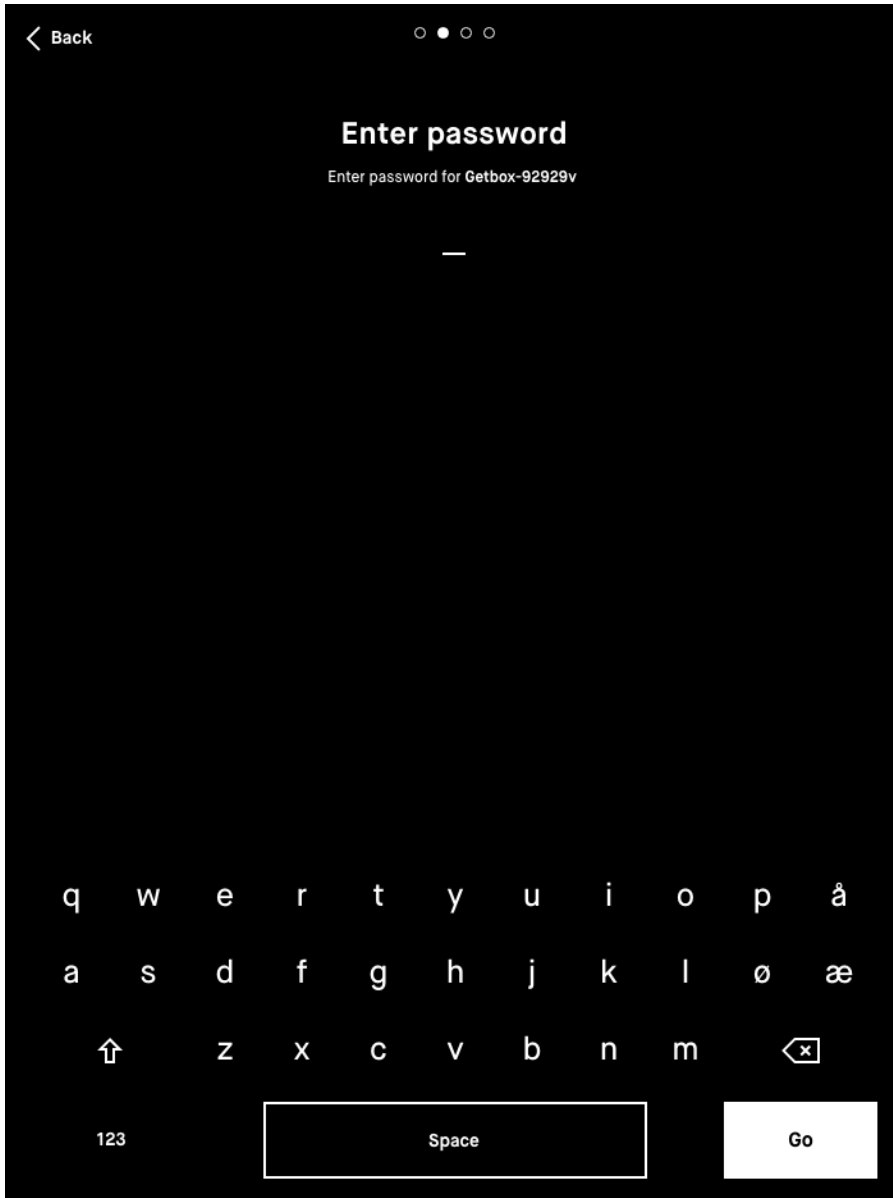 Back
Enter password
Enter password for Getbox-92929v
q w e r t y u i o p å
a s d f g h j k l ø æ
z x c v b n m
123 Space Go